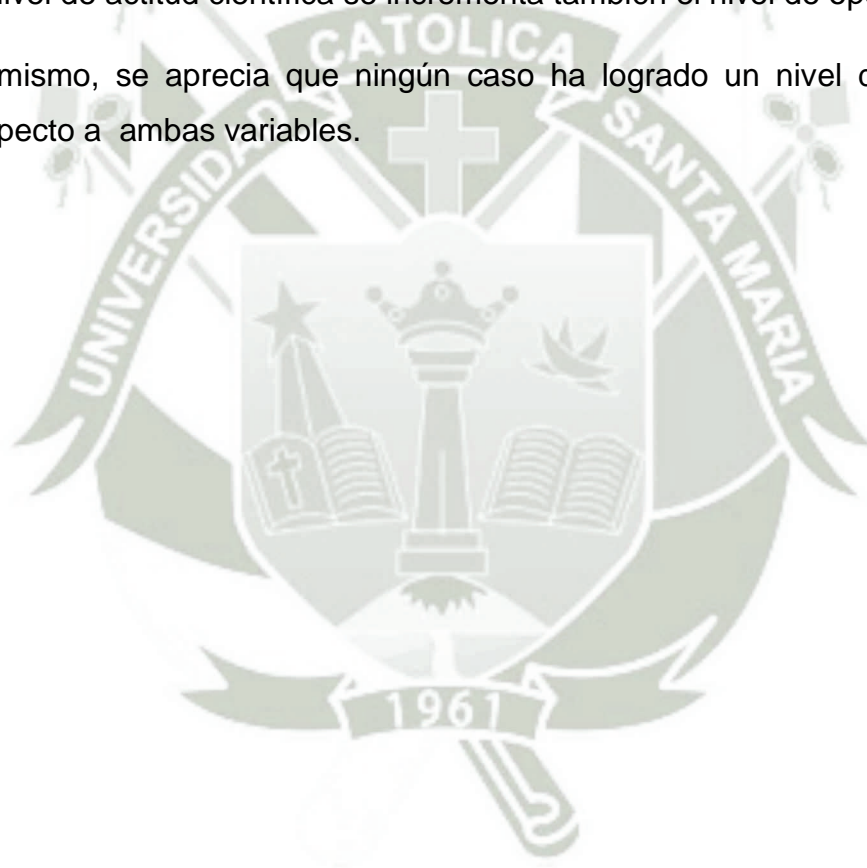 nivel de actitud científica se incrementa también el nivel de
mismo, se aprecia que ningún caso ha logrado un nivel
pecto a ambas variables.
UNIVERSIDAD CATOLICA SANTA MARIA
1961